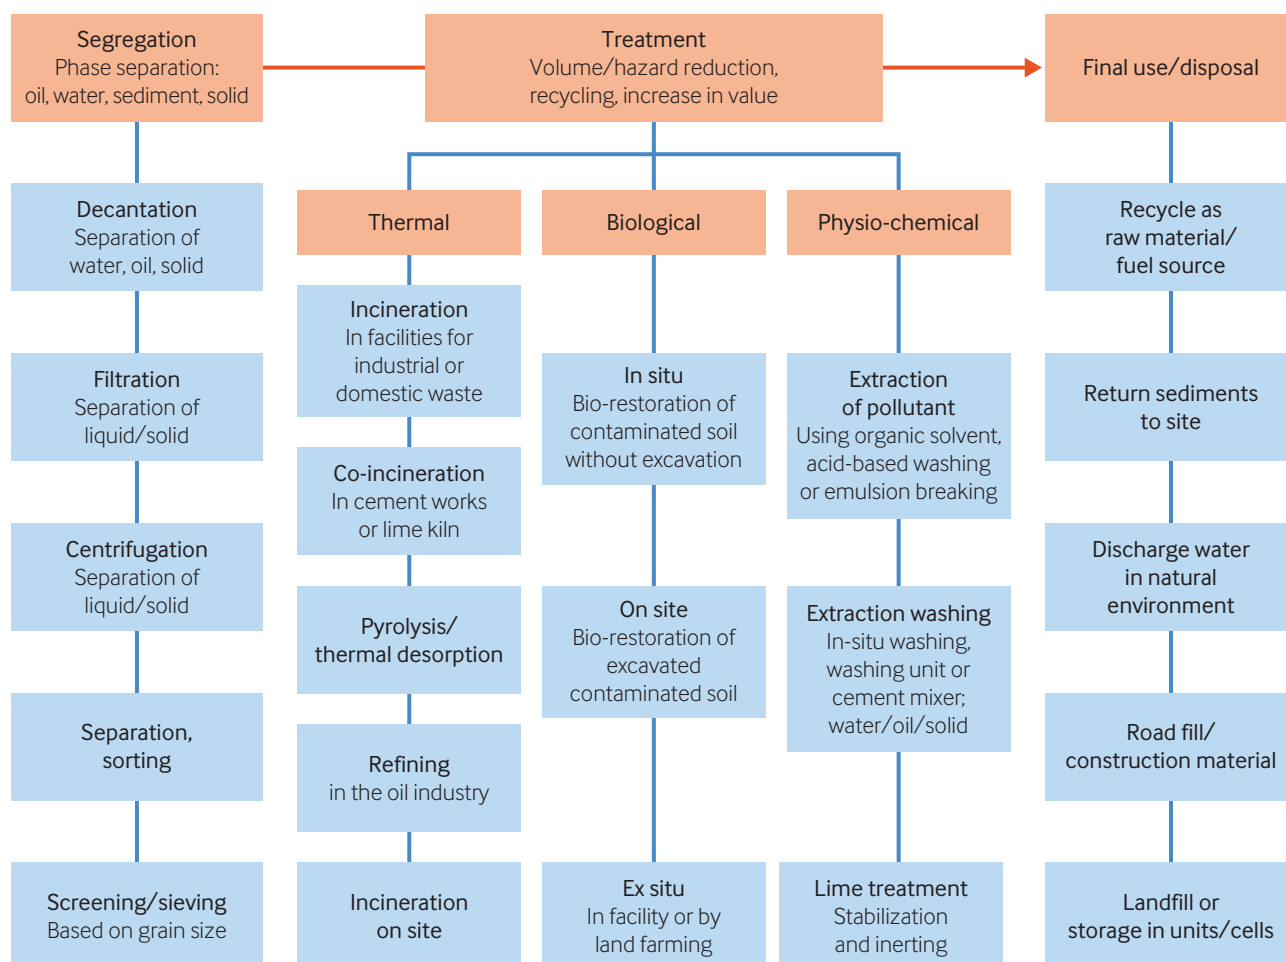 Segregation
Phase separation:
oil, water, sediment, solid
Treatment
Volume/hazard reduction,
recycling, increase in value
Final use/disposal
Decantation
Separation of
water, oil, solid
Filtration
Separation of
liquid/solid
Centrifugation
Separation of
liquid/solid
Separation,
sorting
Screening/sieving
Based on grain size
Thermal
Incineration
In facilities for
industrial or
domestic waste
Co-incineration
In cement works
or lime kiln
Pyrolysis/
thermal desorption
Refining
in the oil industry
Incineration
on site
Biological
In situ
Bio-restoration of
contaminated soil
without excavation
On site
Bio-restoration of
excavated
contaminated soil
Ex situ
In facility or by
land farming
Physio-chemical
Extraction
of pollutant
Using organic solvent,
acid-based washing
or emulsion breaking
Extraction washing
In-situ washing,
washing unit or
cement mixer;
water/oil/solid
Lime treatment
Stabilization
and inerting
Recycle as
raw material/
fuel source
Return sediments
to site
Discharge water
in natural
environment
Road fill/
construction material
Landfill or
storage in units/cells